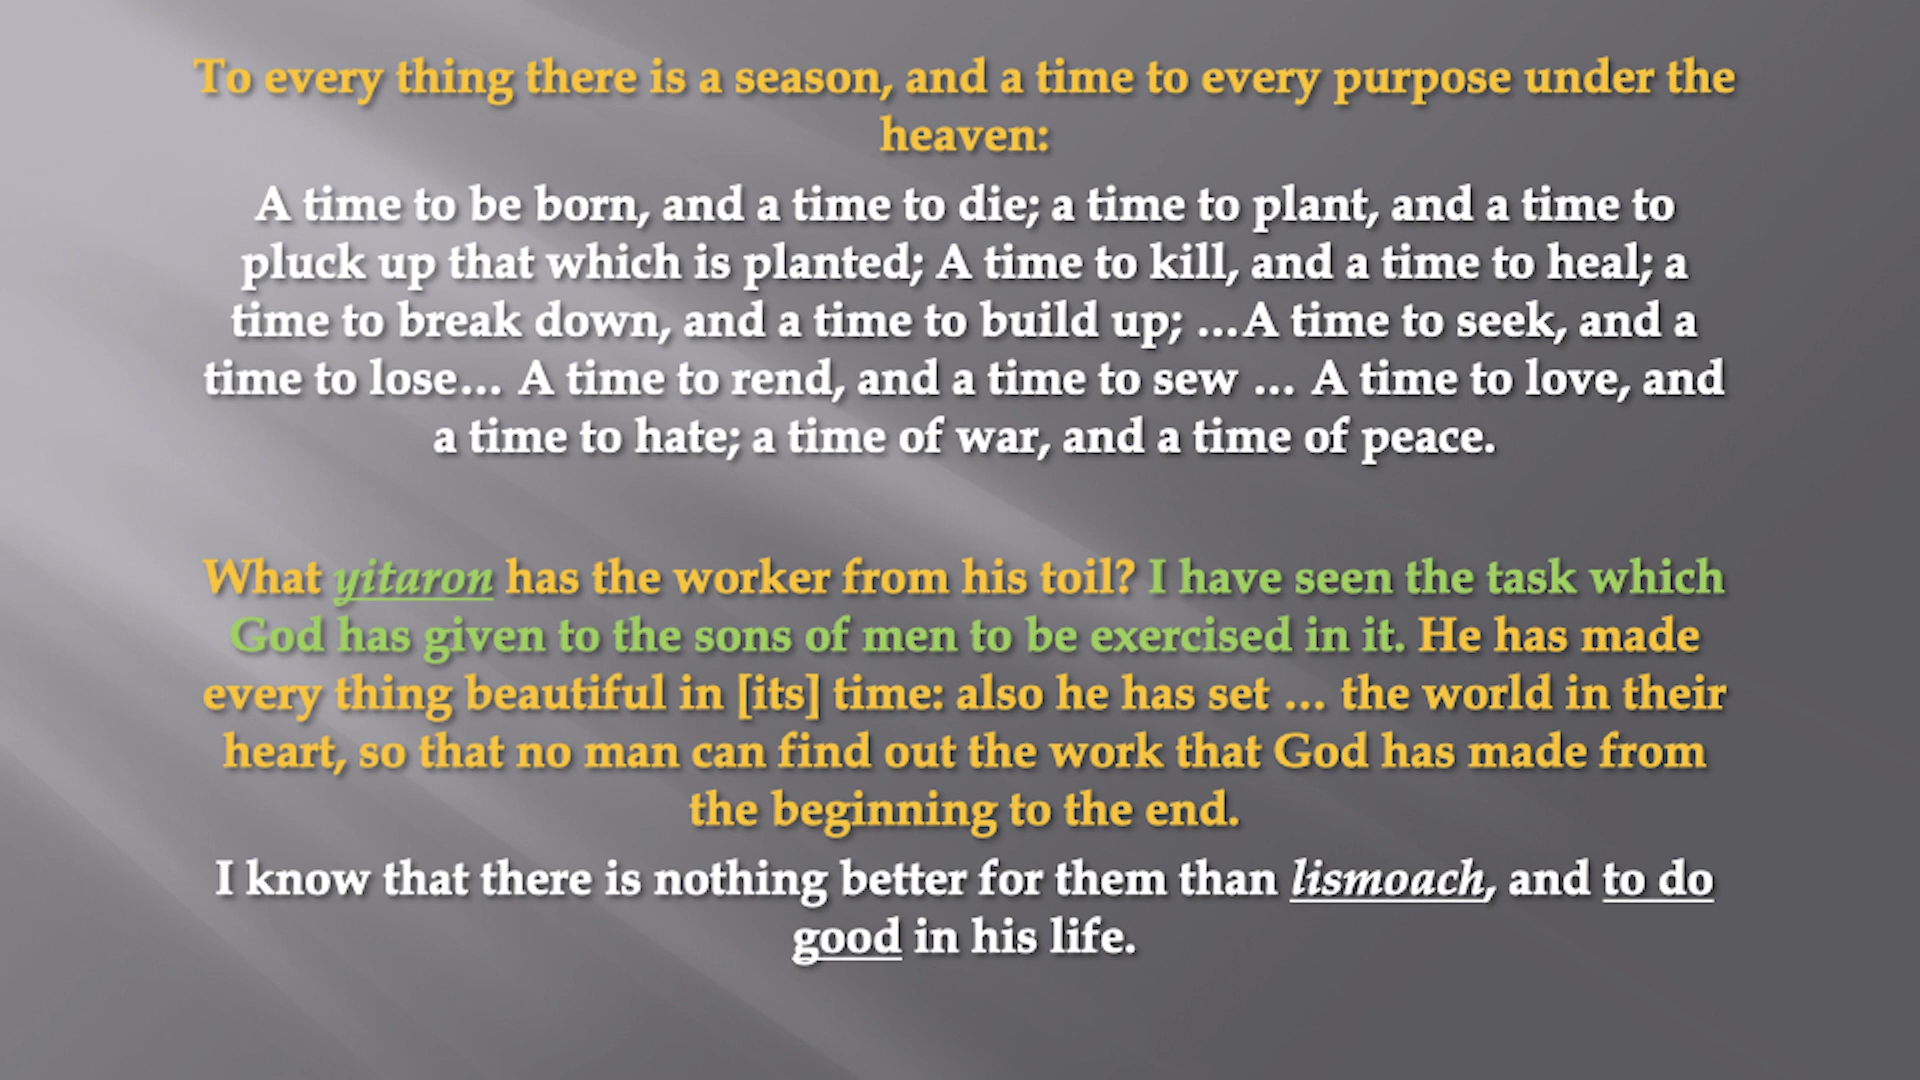 To every thing there is a season, and a time to every purpose under the
heaven:
A time to be born, and a time to die; a time to plant, and a time to
pluck up that which is planted; A time to kill, and a time to heal; a
time to break down, and a time to build up; …A time to seek, and a
time to lose… A time to rend, and a time to sew … A time to love, and
a time to hate; a time of war, and a time of peace.
What yitaron has the worker from his toil? I have seen the task which
God has given to the sons of men to be exercised in it. He has made
every thing beautiful in [its] time: also he has set … the world in their
heart, so that no man can find out the work that God has made from
the beginning to the end.
I know that there is nothing better for them than lismoach, and to do
good in his life.